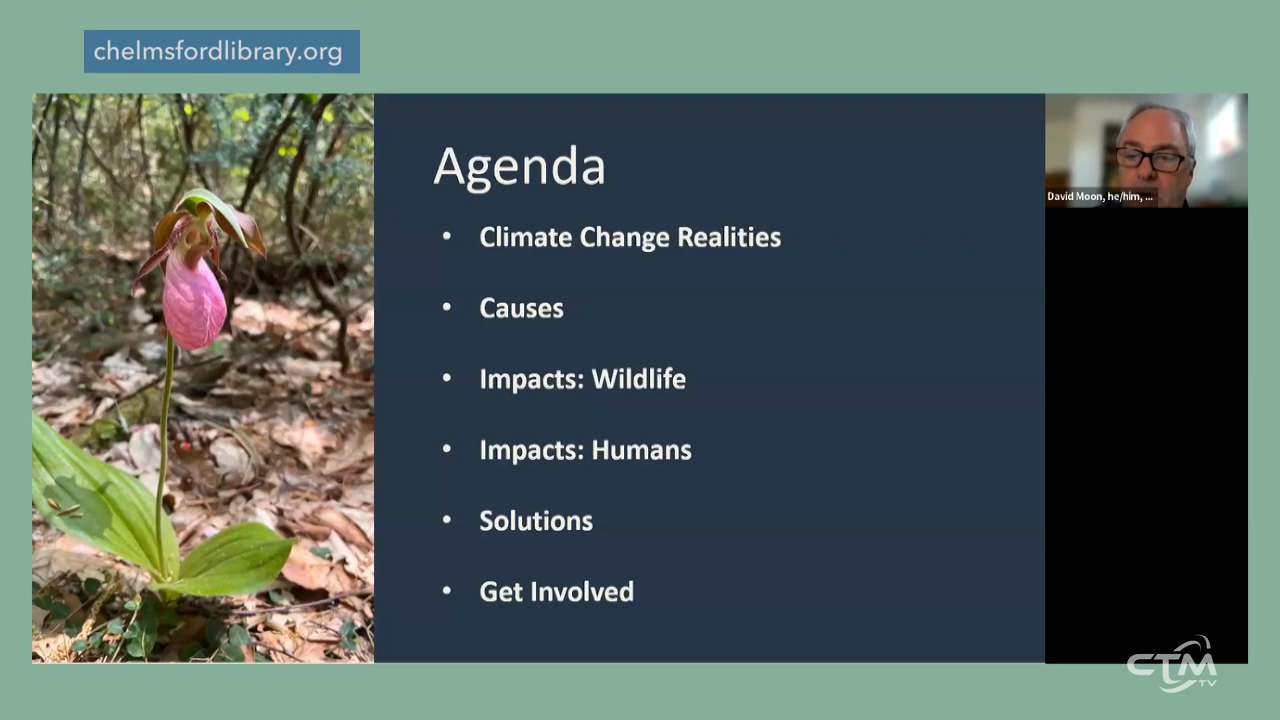 chelmsfordlibrary.org
Agenda
• Climate Change Realities
• Causes
• Impacts: Wildlife
• Impacts: Humans
• Solutions
• Get Involved
David Moon, he/him, ...
CTM
TV